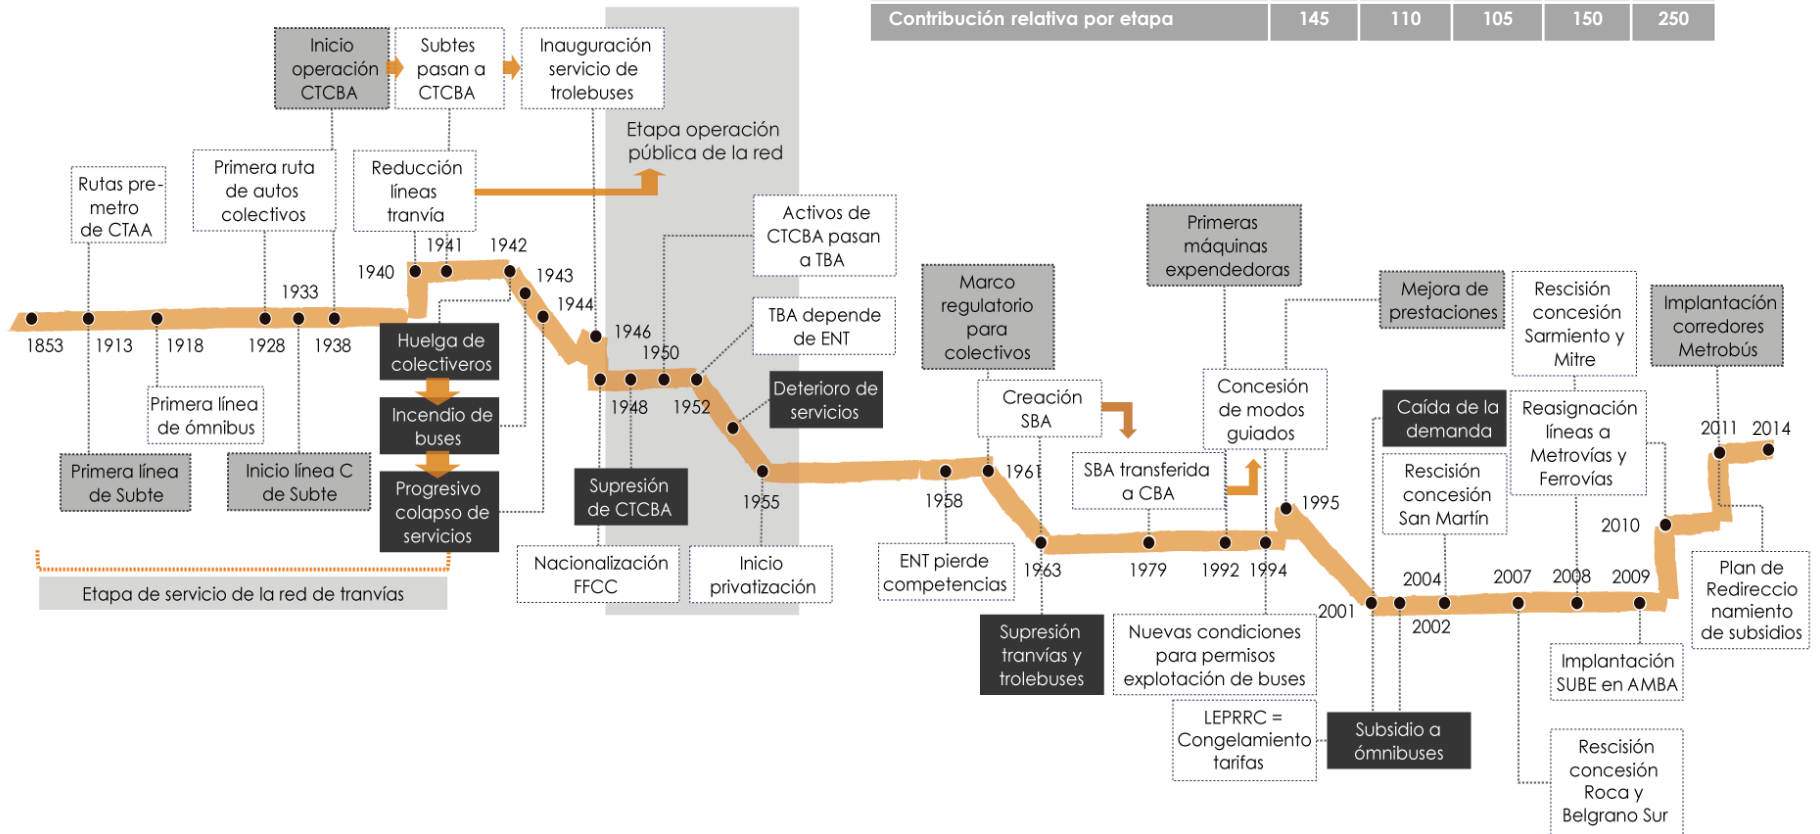 Contribución relativa por etapa 145 110 105 150 250
Inicio
operación
CTCBA
Subtes
pasan a
CTCBA
Inauguración
servicio de
trolebuses
Etapa operación
pública de la red
Rutas pre-
metro
de CTAA
Primera ruta
de autos
colectivos
Reducción
líneas
tranvía
Activos de
CTCBA pasan
a TBA
TBA depende
de ENT
Marco
regulatorio
para
colectivos
Primeras
máquinas
expendedoras
Mejora de
prestaciones
Rescisión
concesión
Sarmiento y
Mitre
Implantación
corredores
Metrobús
1853
1913
1918
1928
1933
1938
1940
1941
1942
1943
1944
1946
1948
1950
1952
1955
1958
1961
1963
1979
1992
1994
1995
2001
2002
2004
2007
2008
2009
2010
2011
2014
Primera línea
de Subte
Primera línea
de ómnibus
Inicio línea C
de Subte
Huelga de
colectiveros
Incendio de
buses
Progresivo
colapso de
servicios
Etapa de servicio de la red de tranvías
Supresión
de CTCBA
Nacionalización
FFCC
Deterioro de
servicios
Inicio
privatización
ENT pierde
competencias
Creación
SBA
SBA transferida
a CBA
Concesión
de modos
guiados
Supresión
tranvías y
trolebuses
Nuevas condiciones
para permisos
explotación de buses
LEPRRC =
Congelamiento
tarifas
Subsidio a
ómnibuses
Caída de la
demanda
Rescisión
concesión
San Martín
Reasignación
líneas a
Metrovías y
Ferrovías
Implantación
SUBE en AMBA
Rescisión
concesión
Roca y
Belgrano Sur
Plan de
Redireccio
namiento
de subsidios